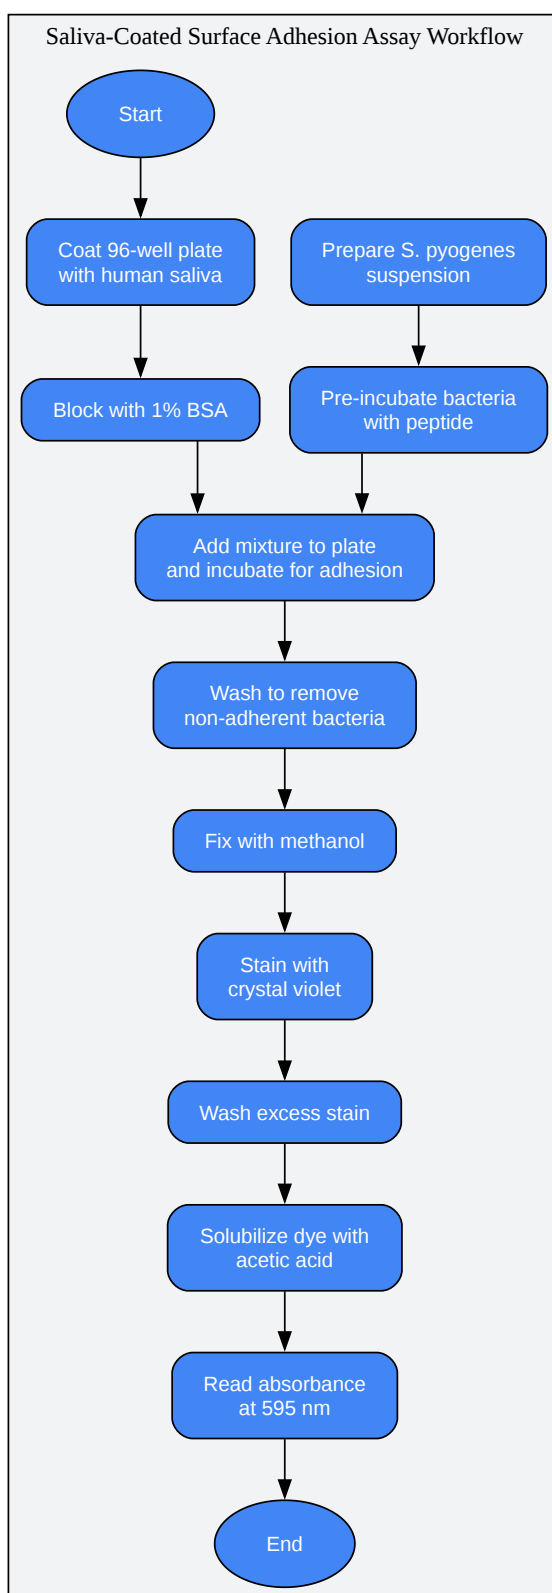 Saliva-Coated Surface Adhesion Assay Workflow
Start
Coat 96-well plate
with human saliva
Prepare S. pyogenes
suspension
Block with 1% BSA
Pre-incubate bacteria
with peptide
Add mixture to plate
and incubate for adhesion
Wash to remove
non-adherent bacteria
Fix with methanol
Stain with
crystal violet
Wash excess stain
Solubilize dye with
acetic acid
Read absorbance
at 595 nm
End